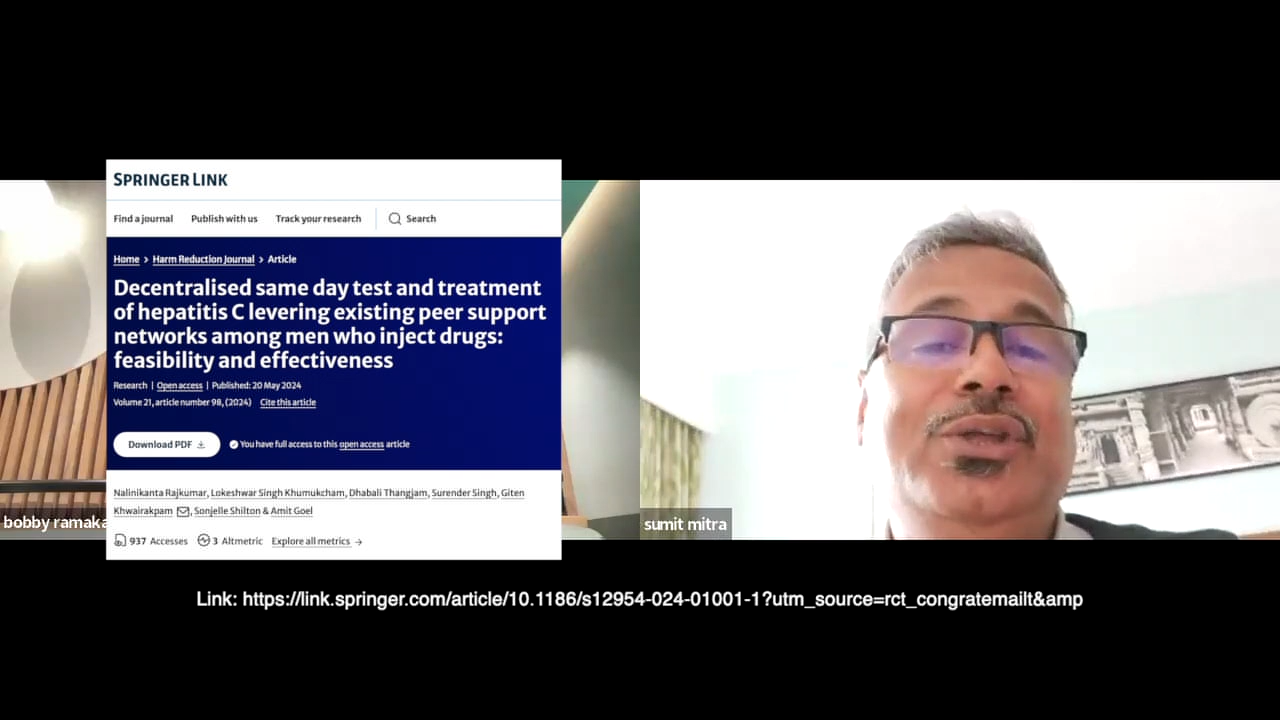 SPRINGER LINK
Find a journal Publish with us Track your research Search
Home > Harm Reduction Journal > Article
Decentralised same day test and treatment
of hepatitis C levering existing peer support
networks among men who inject drugs:
feasibility and effectiveness
Research | Open access | Published: 20 May 2024
Volume 21, article number 98, (2024) Cite this article
Download PDF You have full access to this open access article
Nalinikanta Rajkumar, Lokeshwar Singh Khumukcham, Dhabali Thangjam, Surender Singh, Giten
Khwairakpam, Sonjelle Shilton & Amit Goel
937 Accesses 3 Altmetric Explore all metrics →
bobby ramaka
sumit mitra
Link: https://link.springer.com/article/10.1186/s12954-024-01001-1?utm_source=rct_congratemailt&amp